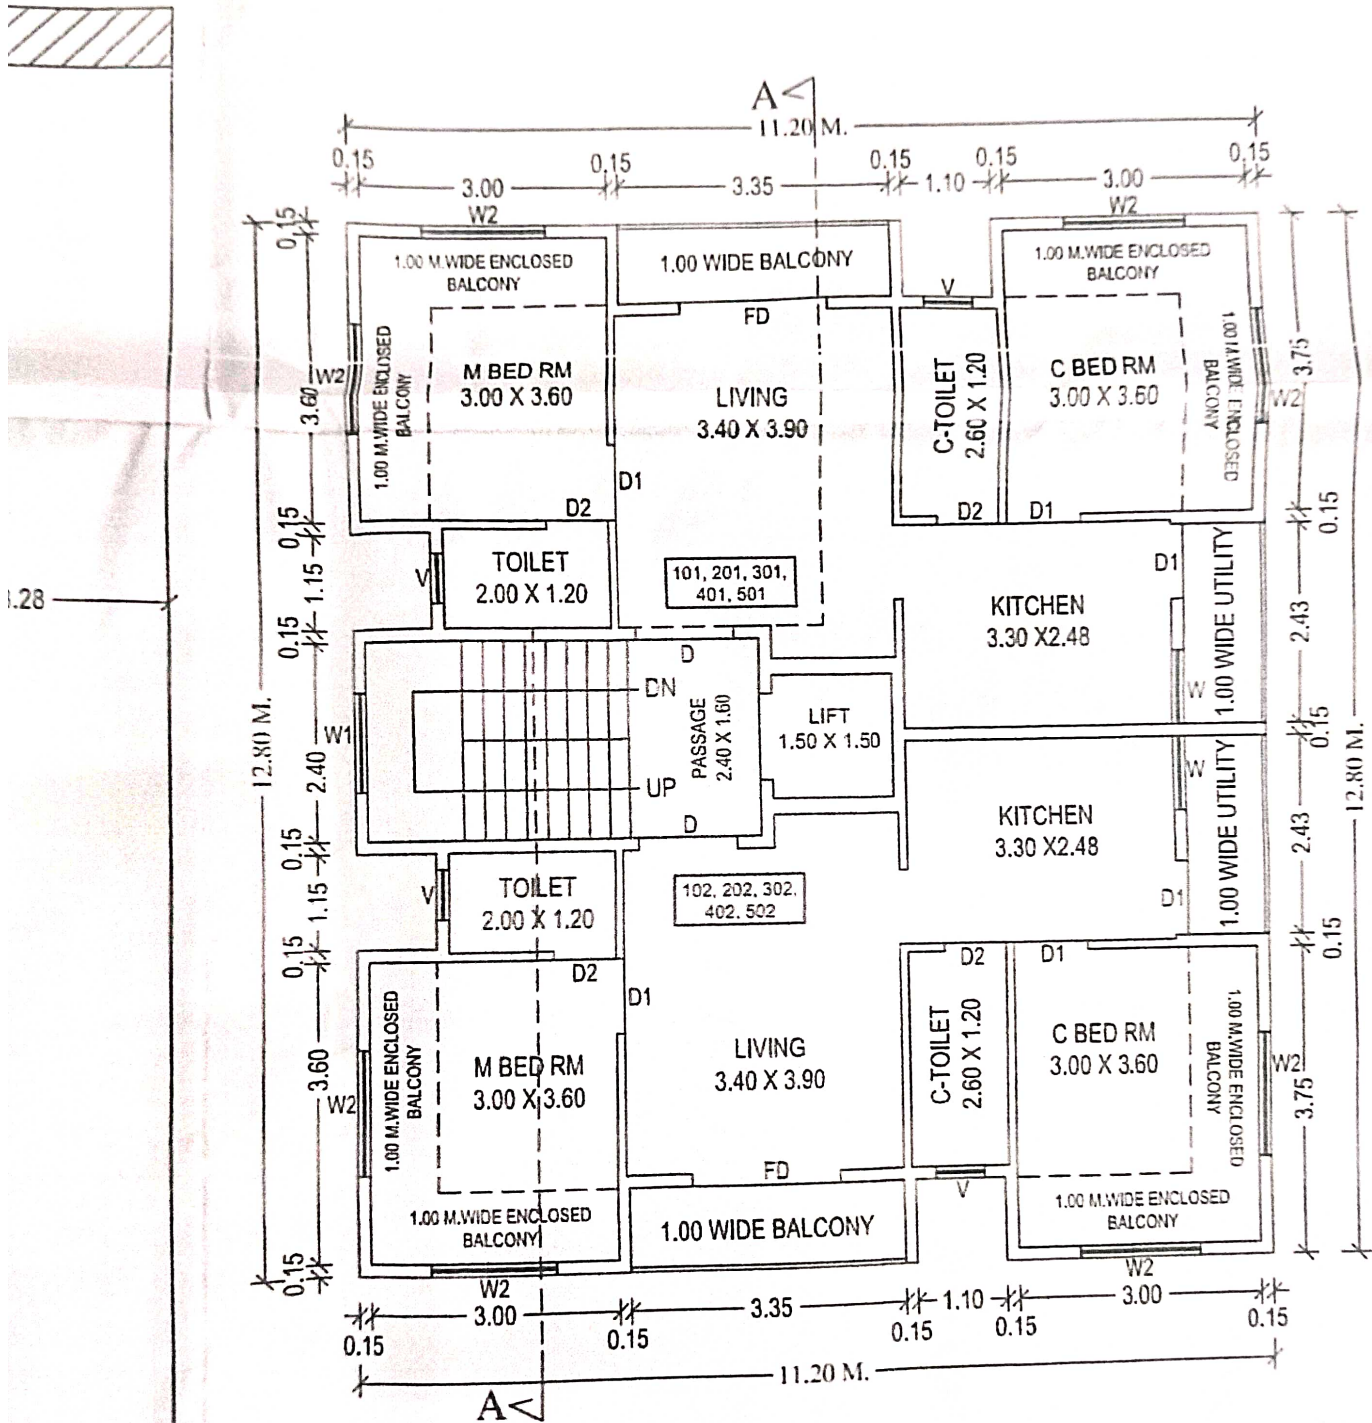 A
11.20 M.
0.15 0.15 0.15 0.15 0.15
3.00 3.35 1.10 3.00
W2 W2
0.15
1.00 M.WIDE ENCLOSED
BALCONY
1.00 WIDE BALCONY
1.00 M.WIDE ENCLOSED
BALCONY
V
FD
W2
3.60
1.00 M.WIDE ENCLOSED
BALCONY
M BED RM
3.00 X 3.60
LIVING
3.40 X 3.90
C-TOILET
2.60 X 1.20
C BED RM
3.00 X 3.60
1.00 M.WIDE ENCLOSED
BALCONY
W2
3.75
D1
D2 D2 D1
0.15 0.15
TOILET
2.00 X 1.20
V
1.15
101, 201, 301,
401, 501
D1
KITCHEN
3.30 X2.48
1.00 WIDE UTILITY
2.43
.28
0.15
D
DN
PASSAGE
2.40 X 1.60
LIFT
1.50 X 1.50
W
12.80 M.
W1
2.40
UP
D
0.15
W
12.80 M.
KITCHEN
3.30 X2.48
1.00 WIDE UTILITY
2.43
0.15
V
1.15
TOILET
2.00 X 1.20
102, 202, 302,
402, 502
D1
0.15 0.15
D2 D2 D1
D1
1.00 M.WIDE ENCLOSED
BALCONY
M BED RM
3.00 X 3.60
LIVING
3.40 X 3.90
C-TOILET
2.60 X 1.20
C BED RM
3.00 X 3.60
1.00 M.WIDE ENCLOSED
BALCONY
W2
3.60
W2
3.75
FD
V
1.00 M.WIDE ENCLOSED
BALCONY
1.00 WIDE BALCONY
1.00 M.WIDE ENCLOSED
BALCONY
0.15
W2 W2
3.00 3.35 1.10 3.00
0.15 0.15 0.15 0.15 0.15
11.20 M.
A